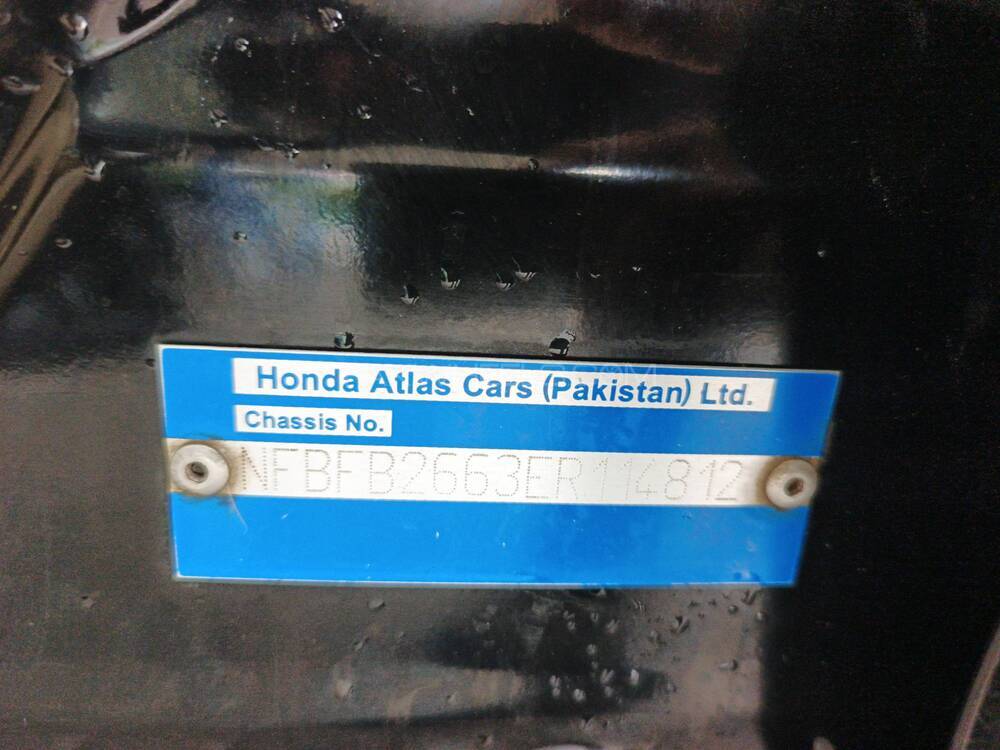 Honda Atlas Cars (Pakistan) Ltd.
Chassis No.
NFBFB2663ER114812